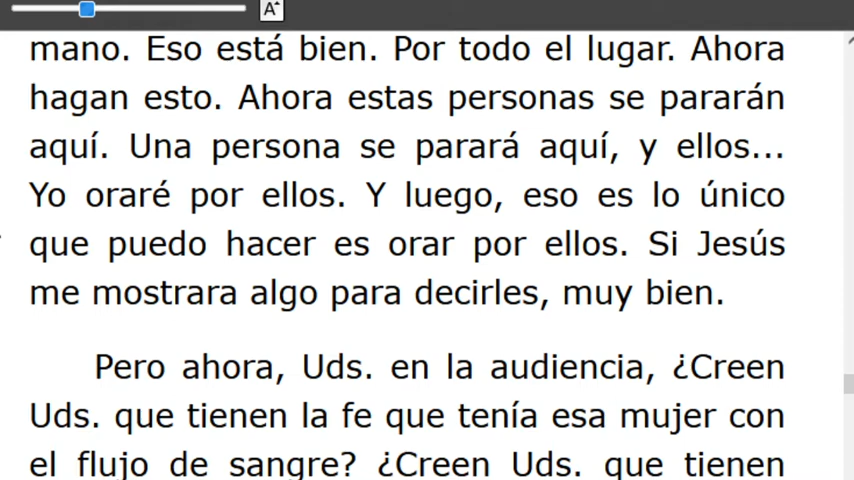 A
mano. Eso está bien. Por todo el lugar. Ahora
hagan esto. Ahora estas personas se pararán
aquí. Una persona se parará aquí, y ellos...
Yo oraré por ellos. Y luego, eso es lo único
que puedo hacer es orar por ellos. Si Jesús
me mostrara algo para decirles, muy bien.
Pero ahora, Uds. en la audiencia, ¿Creen
Uds. que tienen la fe que tenía esa mujer con
el flujo de sangre? ¿Creen Uds. que tienen